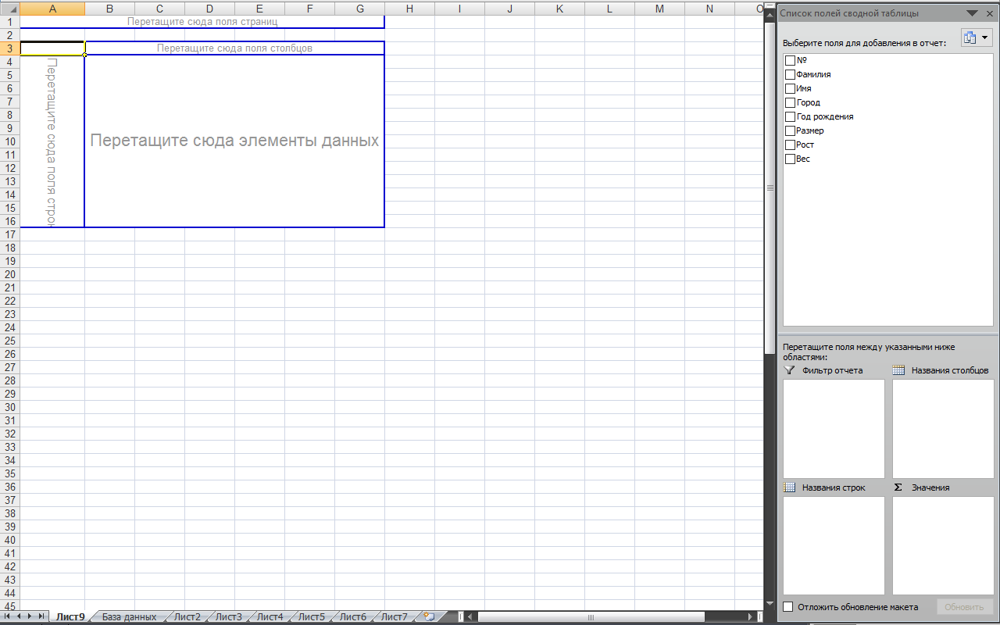 A B C D E F G H I J K L M N O
Список полей сводной таблицы
1 Перетащите сюда поля страниц
2
3 Перетащите сюда поля столбцов
Выберите поля для добавления в отчет:
4
5
6
7
8
9
10
11
12
13
14
15
16
Перетащите сюда поля строк
Перетащите сюда элементы данных
№
Фамилия
Имя
Город
Год рождения
Размер
Рост
Вес
17
18
19
20
21
22
23
24
25
26
27
28
29
30
31
32
33
34
35
36
37
38
39
40
41
42
43
44
45
Перетащите поля между указанными ниже
областями:
Фильтр отчета
Названия столбцов
Названия строк
Σ Значения
Отложить обновление макета
Обновить
Лист9 База данных Лист2 Лист3 Лист4 Лист5 Лист6 Лист7